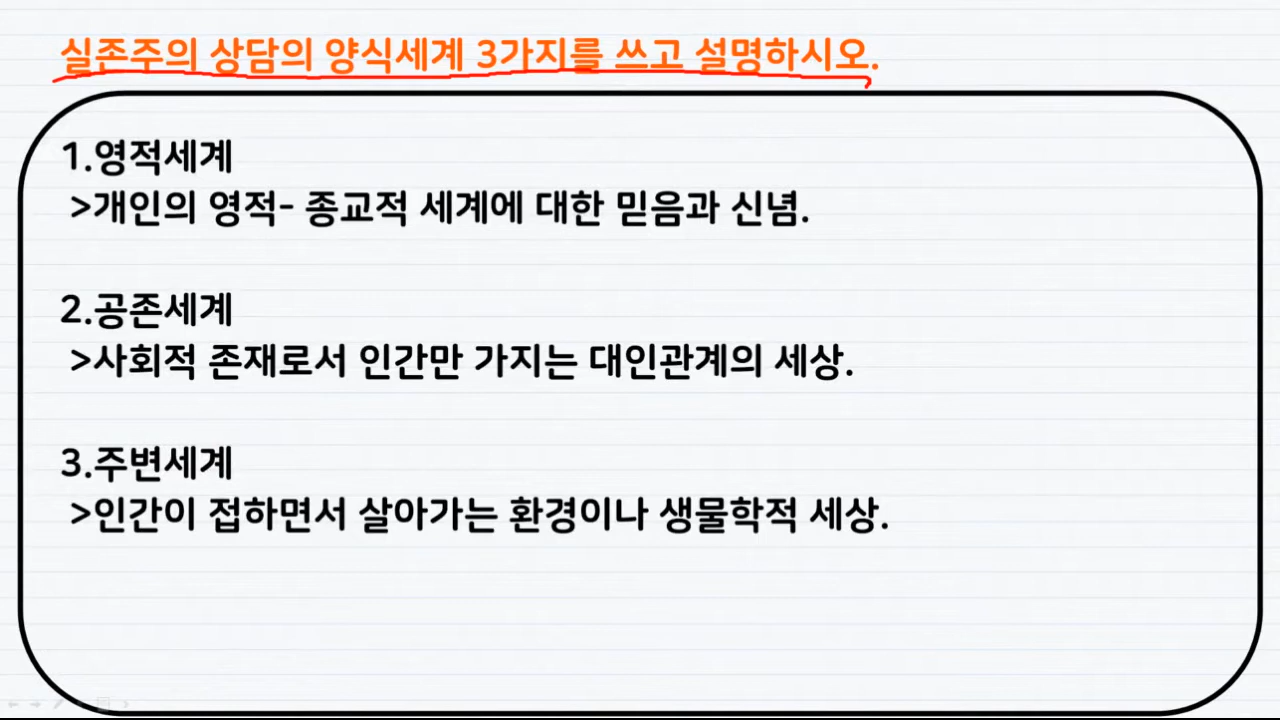 실존주의 상담의 양식세계 3가지를 쓰고 설명하시오.
1.영적세계
>개인의 영적- 종교적 세계에 대한 믿음과 신념.
2.공존세계
>사회적 존재로서 인간만 가지는 대인관계의 세상.
3.주변세계
>인간이 접하면서 살아가는 환경이나 생물학적 세상.